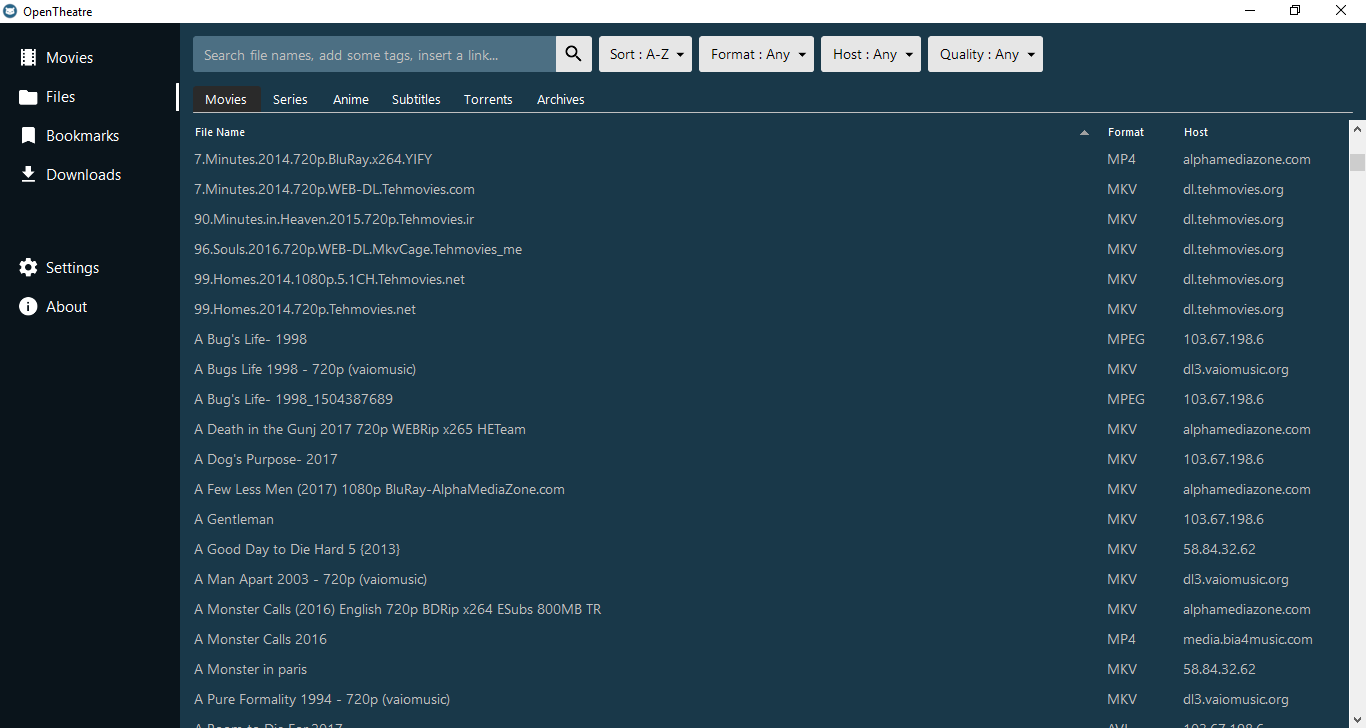 OpenTheatre
Movies
Files
Bookmarks
Downloads
Settings
About
Search file names, add some tags, insert a link...
Sort : A-Z
Format : Any
Host : Any
Quality : Any
Movies Series Anime Subtitles Torrents Archives
File Name Format Host
7.Minutes.2014.720p.BluRay.x264.YIFY MP4 alphamediazone.com
7.Minutes.2014.720p.WEB-DL.Tehmovies.com MKV dl.tehmovies.org
90.Minutes.in.Heaven.2015.720p.Tehmovies.ir MKV dl.tehmovies.org
96.Souls.2016.720p.WEB-DL.MkvCage.Tehmovies_me MKV dl.tehmovies.org
99.Homes.2014.1080p.5.1CH.Tehmovies.net MKV dl.tehmovies.org
99.Homes.2014.720p.Tehmovies.net MKV dl.tehmovies.org
A Bug's Life- 1998 MPEG 103.67.198.6
A Bugs Life 1998 - 720p (vaiomusic) MKV dl3.vaiomusic.org
A Bug's Life- 1998_1504387689 MPEG 103.67.198.6
A Death in the Gunj 2017 720p WEBRip x265 HETeam MKV alphamediazone.com
A Dog's Purpose- 2017 MKV 103.67.198.6
A Few Less Men (2017) 1080p BluRay-AlphaMediaZone.com MKV alphamediazone.com
A Gentleman MKV 103.67.198.6
A Good Day to Die Hard 5 {2013} MKV 58.84.32.62
A Man Apart 2003 - 720p (vaiomusic) MKV dl3.vaiomusic.org
A Monster Calls (2016) English 720p BDRip x264 ESubs 800MB TR MKV alphamediazone.com
A Monster Calls 2016 MP4 media.bia4music.com
A Monster in paris MKV 58.84.32.62
A Pure Formality 1994 - 720p (vaiomusic) MKV dl3.vaiomusic.org
A Room to Die For 2017 AVI 103.67.198.6